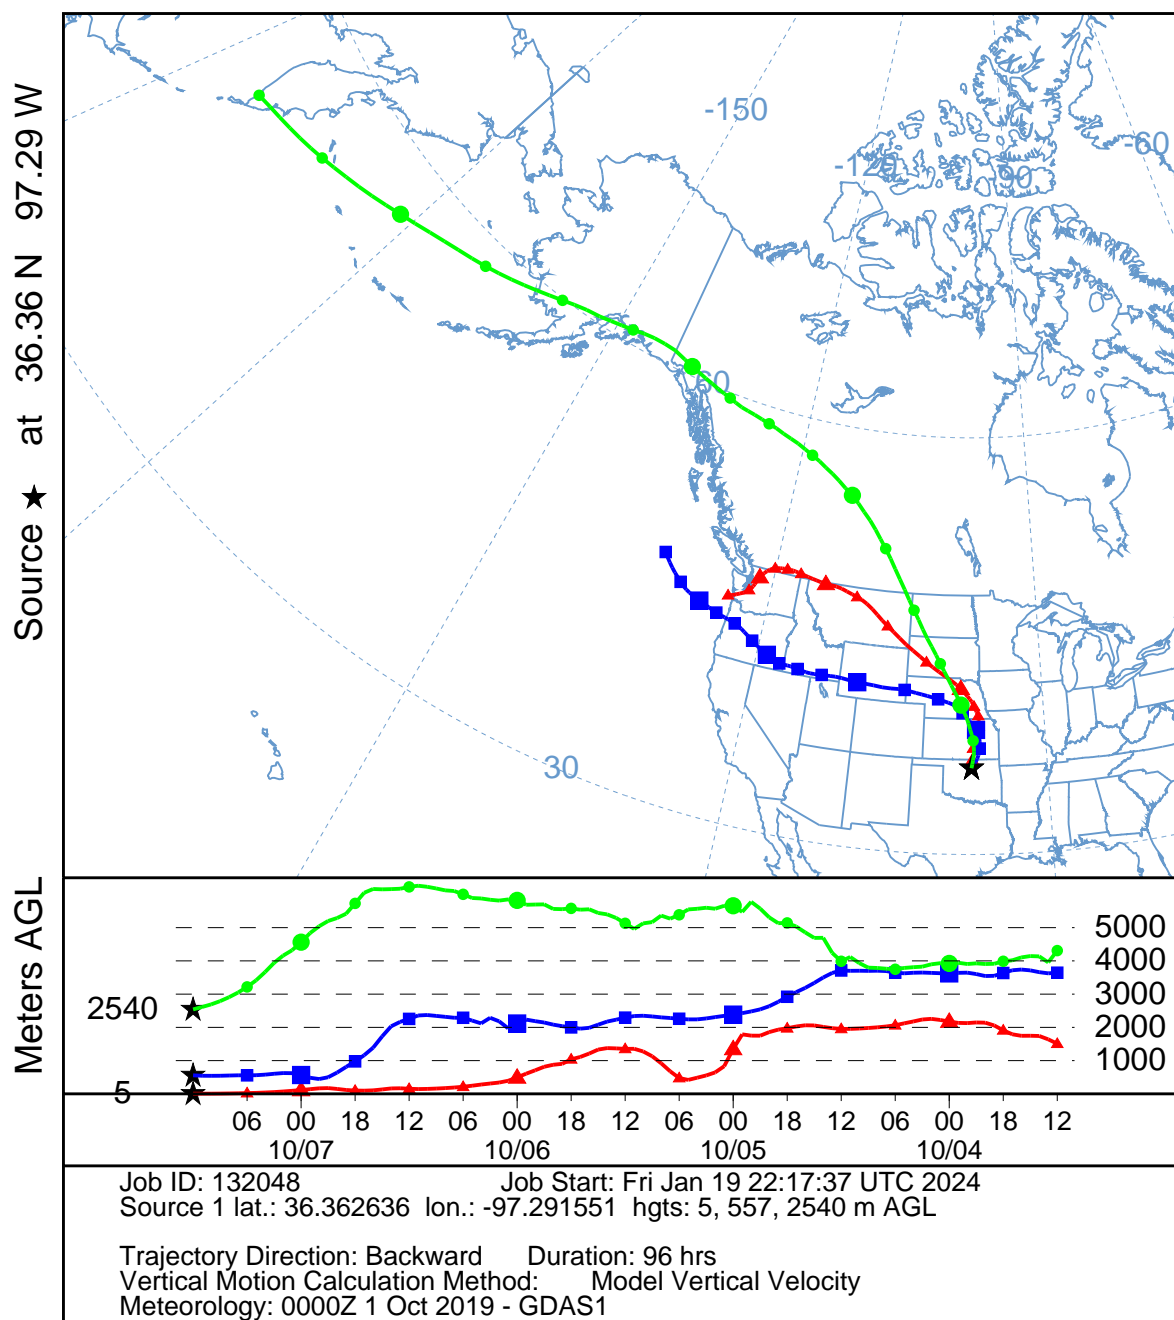 Source ★ at 36.36 N 97.29 W
-150
-120
90
-60
60
30
Meters AGL
5000
4000
3000
2000
1000
2540
5
06 00 18 12 06 00 18 12 06 00 18 12 06 00 18 12
10/07 10/06 10/05 10/04
Job ID: 132048 Job Start: Fri Jan 19 22:17:37 UTC 2024
Source 1 lat.: 36.362636 lon.: -97.291551 hgts: 5, 557, 2540 m AGL
Trajectory Direction: Backward Duration: 96 hrs
Vertical Motion Calculation Method: Model Vertical Velocity
Meteorology: 0000Z 1 Oct 2019 - GDAS1